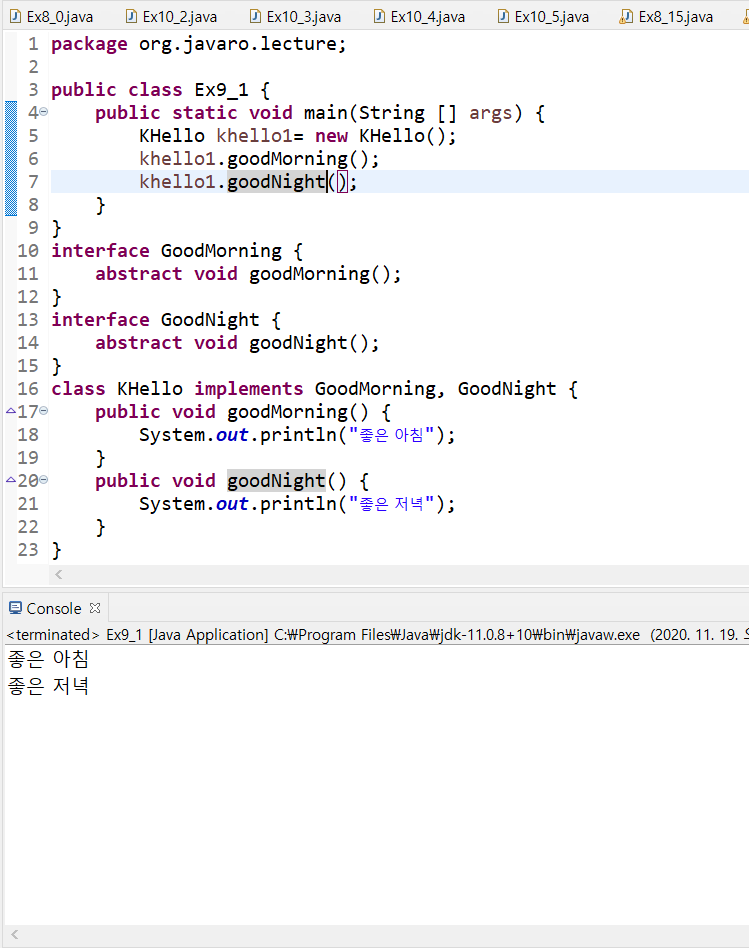 Ex8_0.java Ex10_2.java Ex10_3.java Ex10_4.java Ex10_5.java Ex8_15.java
1 package org.javaro.lecture;
2
3 public class Ex9_1 {
4 public static void main(String [] args) {
5 KHello khello1= new KHello();
6 khello1.goodMorning();
7 khello1.goodNight();
8 }
9 }
10 interface GoodMorning {
11 abstract void goodMorning();
12 }
13 interface GoodNight {
14 abstract void goodNight();
15 }
16 class KHello implements GoodMorning, GoodNight {
17 public void goodMorning() {
18 System.out.println("좋은 아침");
19 }
20 public void goodNight() {
21 System.out.println("좋은 저녁");
22 }
23 }
Console
<terminated> Ex9_1 [Java Application] C:₩Program Files₩Java₩jdk-11.0.8+10₩bin₩javaw.exe (2020. 11. 19.
좋은 아침
좋은 저녁